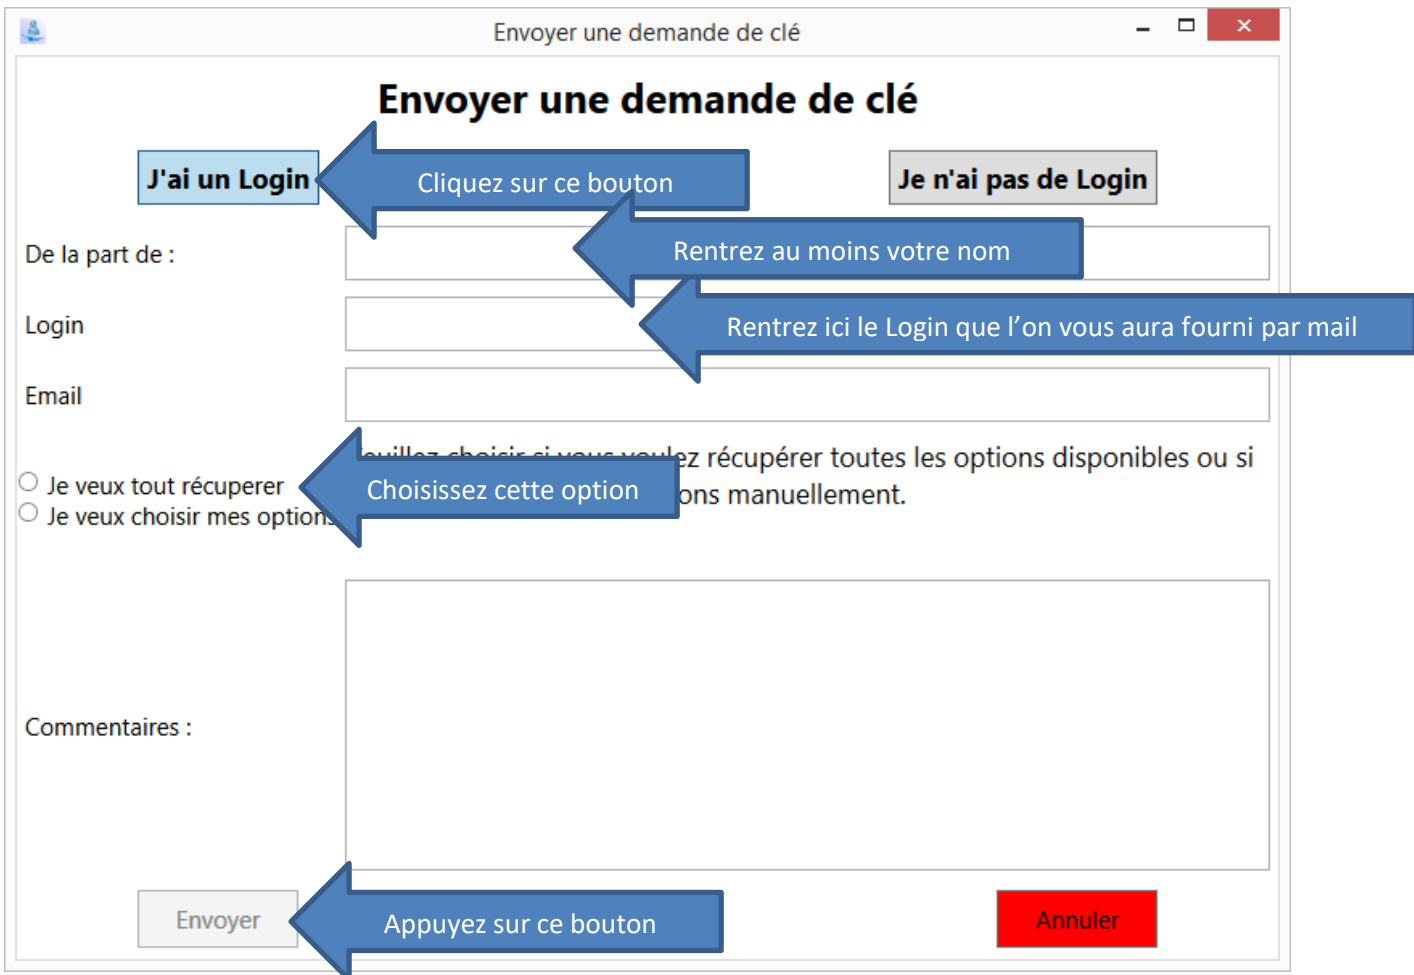 Envoyer une demande de clé
Envoyer une demande de clé
J'ai un Login
Cliquez sur ce bouton
Je n'ai pas de Login
De la part de :
Rentrez au moins votre nom
Login
Rentrez ici le Login que l’on vous aura fourni par mail
Email
récupérer toutes les options disponibles ou si
Je veux tout récuperer
Choisissez cette option
manuellement.
Je veux choisir mes options
Commentaires :
Envoyer
Appuyez sur ce bouton
Annuler